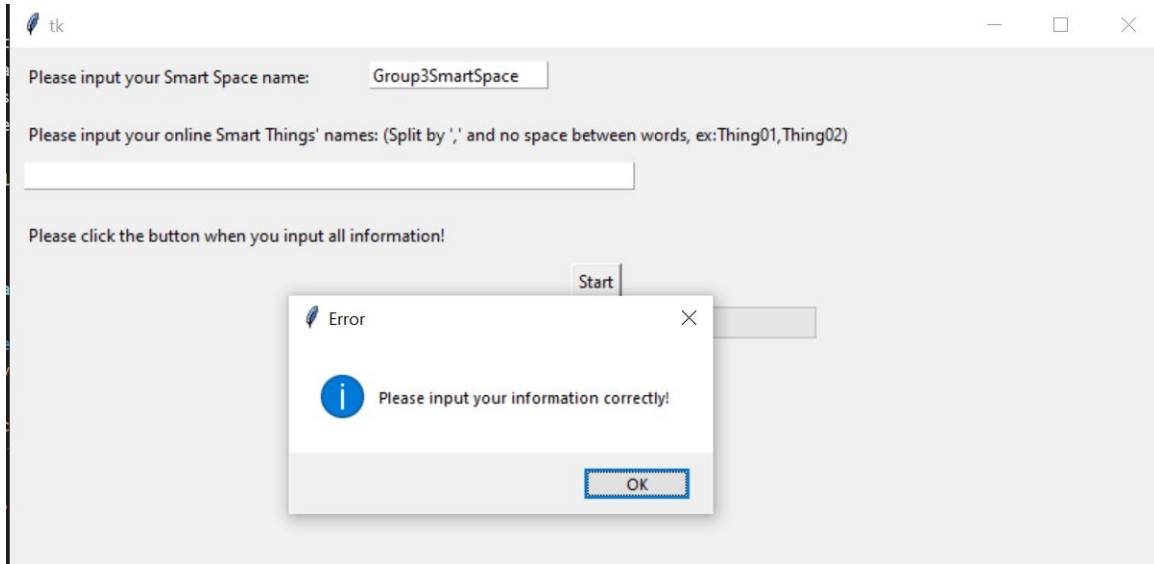 tk
Please input your Smart Space name: Group3SmartSpace
Please input your online Smart Things' names: (Split by ',' and no space between words, ex:Thing01,Thing02)
Please click the button when you input all information!
Start
Error
Please input your information correctly!
OK